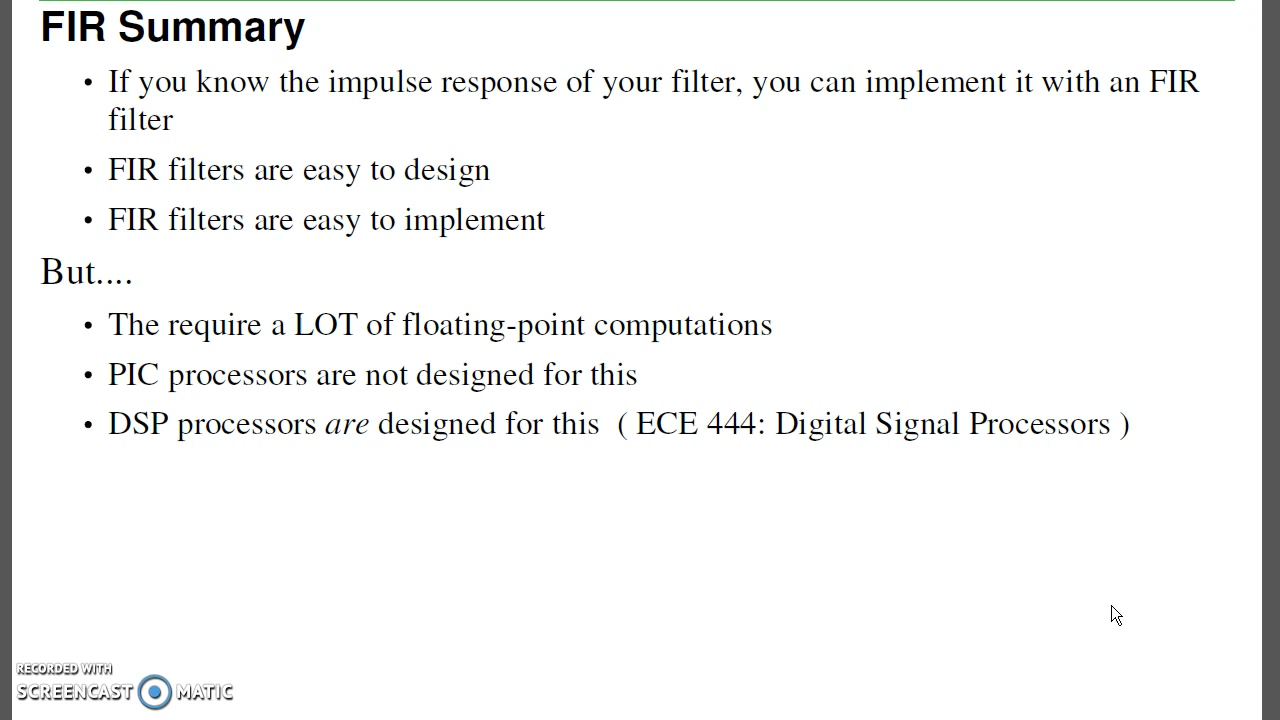 FIR Summary
• If you know the impulse response of your filter, you can implement it with an FIR
filter
• FIR filters are easy to design
• FIR filters are easy to implement
But....
• The require a LOT of floating-point computations
• PIC processors are not designed for this
• DSP processors are designed for this ( ECE 444: Digital Signal Processors )
RECORDED WITH
SCREENCAST MATIC